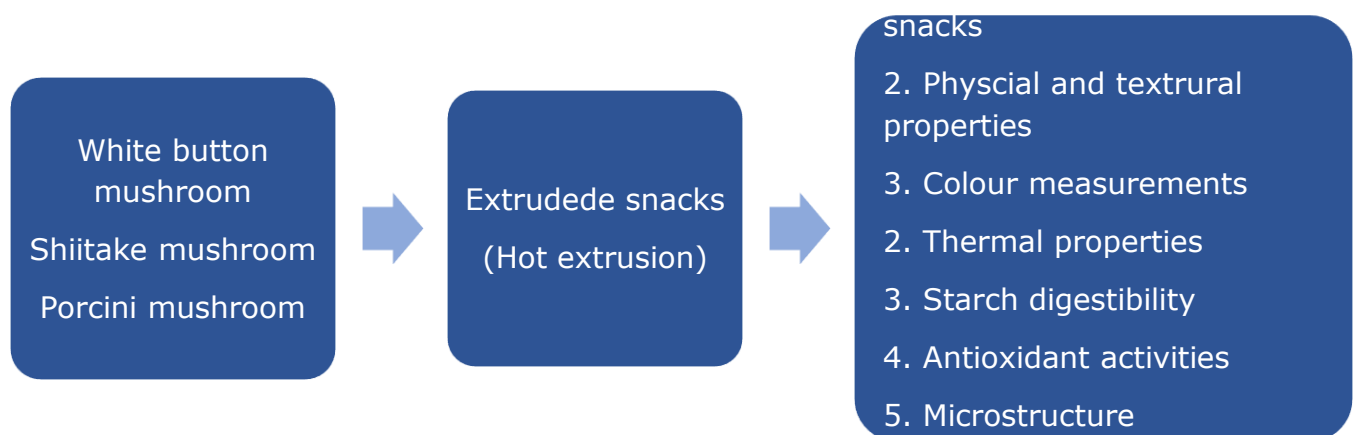 White button
mushroom
Shiitake mushroom
Porcini mushroom
Extrudede snacks
(Hot extrusion)
snacks
2. Physcial and textrural
properties
3. Colour measurements
2. Thermal properties
3. Starch digestibility
4. Antioxidant activities
5. Microstructure